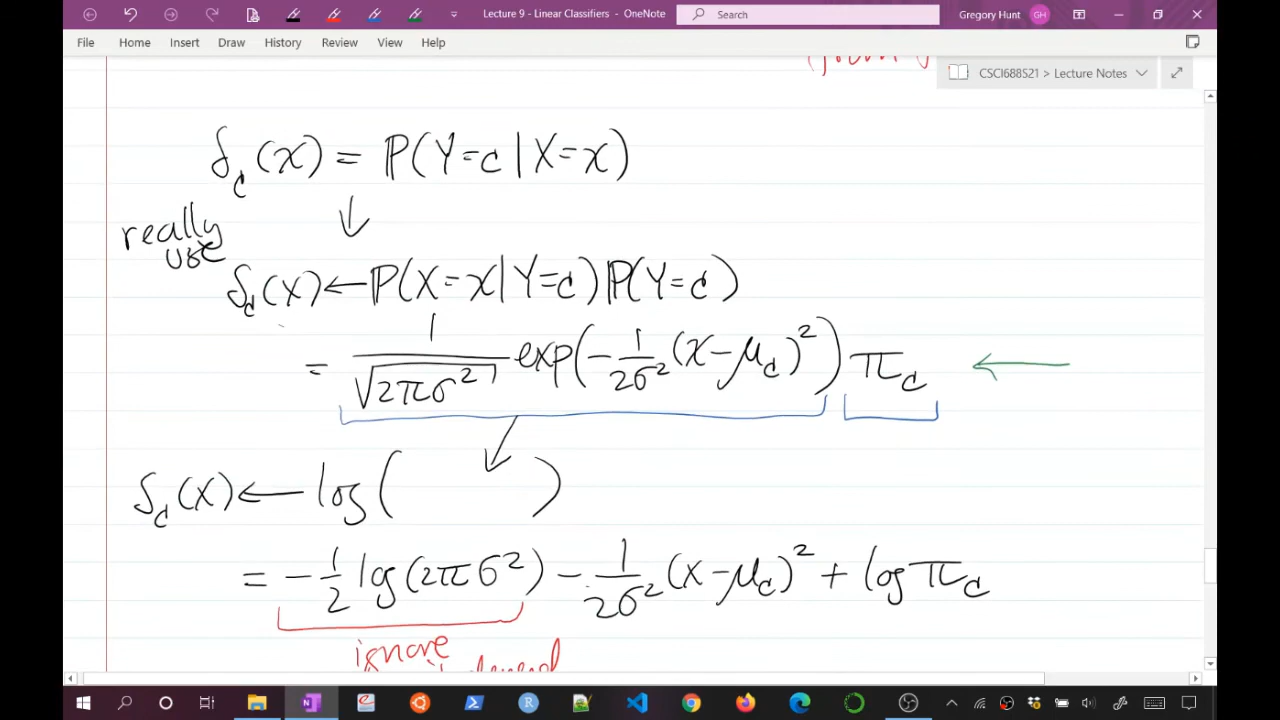 Lecture 9 - Linear Classifiers - OneNote
Search
Gregory Hunt
GH
File Home Insert Draw History Review View Help
CSCI688S21 > Lecture Notes
δ_c(x) = ℙ(Y=c | X=x)
↓
really
use
δ_c(x) ← ℙ(X=x | Y=c) ℙ(Y=c)
= 1/√(2πσ²) exp(-1/2σ² (x-μ_c)²) π_c ←
δ_c(x) ← log( )
= -1/2 log(2πσ²) - 1/2σ² (x-μ_c)² + log π_c
ignore